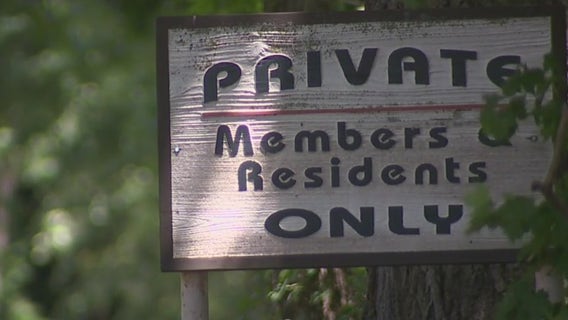 PRIVATE
Members &
Residents
ONLY